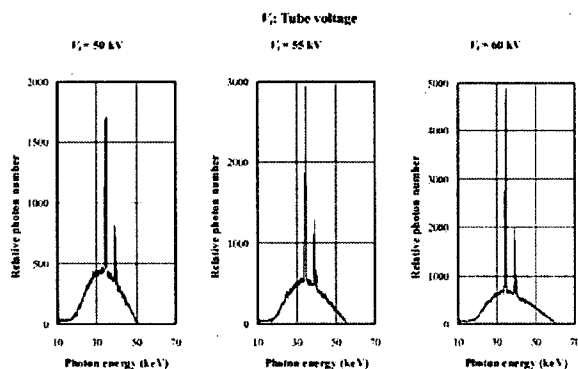 Vt: Tube voltage
Vt = 50 kV
Vt = 55 kV
Vt = 60 kV
Relative photon number
2000
1500
1000
500
0
10
30
50
70
Photon energy (keV)
Relative photon number
3000
2000
1000
0
10
30
50
70
Photon energy (keV)
Relative photon number
5000
4000
3000
2000
1000
0
10
30
50
70
Photon energy (keV)